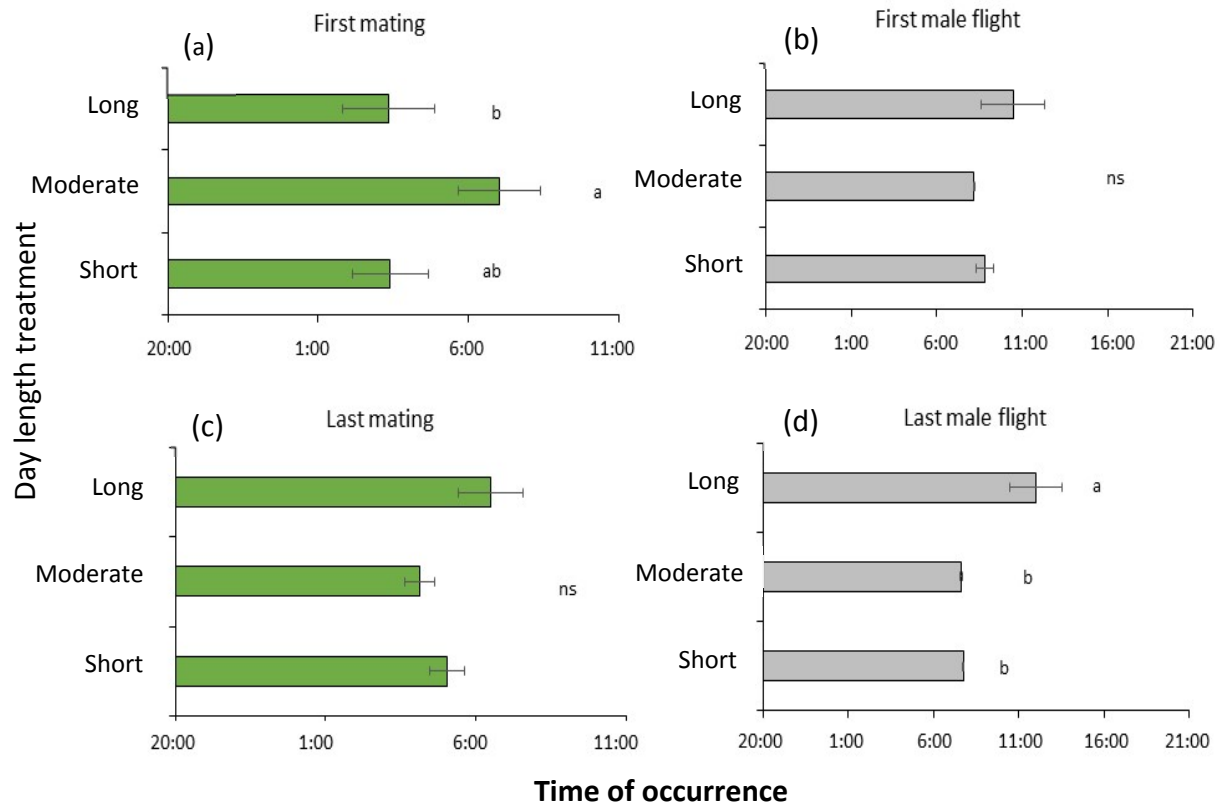 (a)
First mating
Long
b
Moderate
a
Short
ab
20:00 1:00 6:00 11:00
(b)
First male flight
Long
Moderate
ns
Short
20:00 1:00 6:00 11:00 16:00 21:00
Day length treatment
(c)
Last mating
Long
Moderate
ns
Short
20:00 1:00 6:00 11:00
(d)
Last male flight
Long
a
Moderate
b
Short
b
20:00 1:00 6:00 11:00 16:00 21:00
Time of occurrence